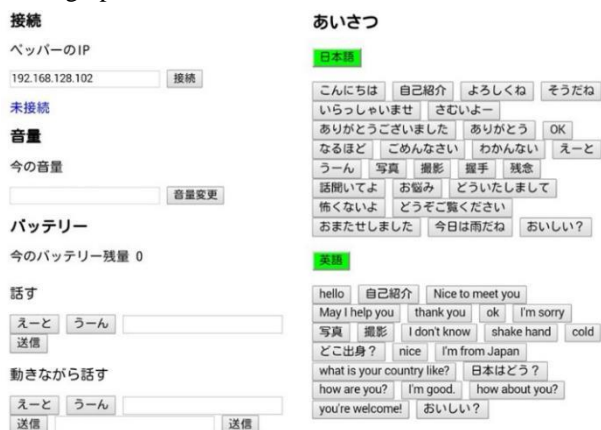 接続
ペッパーのIP
192.168.128.102 接続
未接続
音量
今の音量
音量変更
バッテリー
今のバッテリー残量 0
話す
えーと うーん
送信
動きながら話す
えーと うーん
送信 送信
あいさつ
日本語
こんにちは 自己紹介 よろしくね そうだね
いらっしゃいませ さむいよー
ありがとうございました ありがとう OK
なるほど ごめんなさい わかんない えーと
うーん 写真 撮影 握手 残念
話聞いてよ お悩み どういたしまして
怖くないよ どうぞご覧ください
おまたせしました 今日は雨だね おいしい？
英語
hello 自己紹介 Nice to meet you
May I help you thank you ok I'm sorry
写真 撮影 I don't know shake hand cold
どこ出身？ nice I'm from Japan
what is your country like? 日本はどう？
how are you? I'm good. how about you?
you're welcome! おいしい？